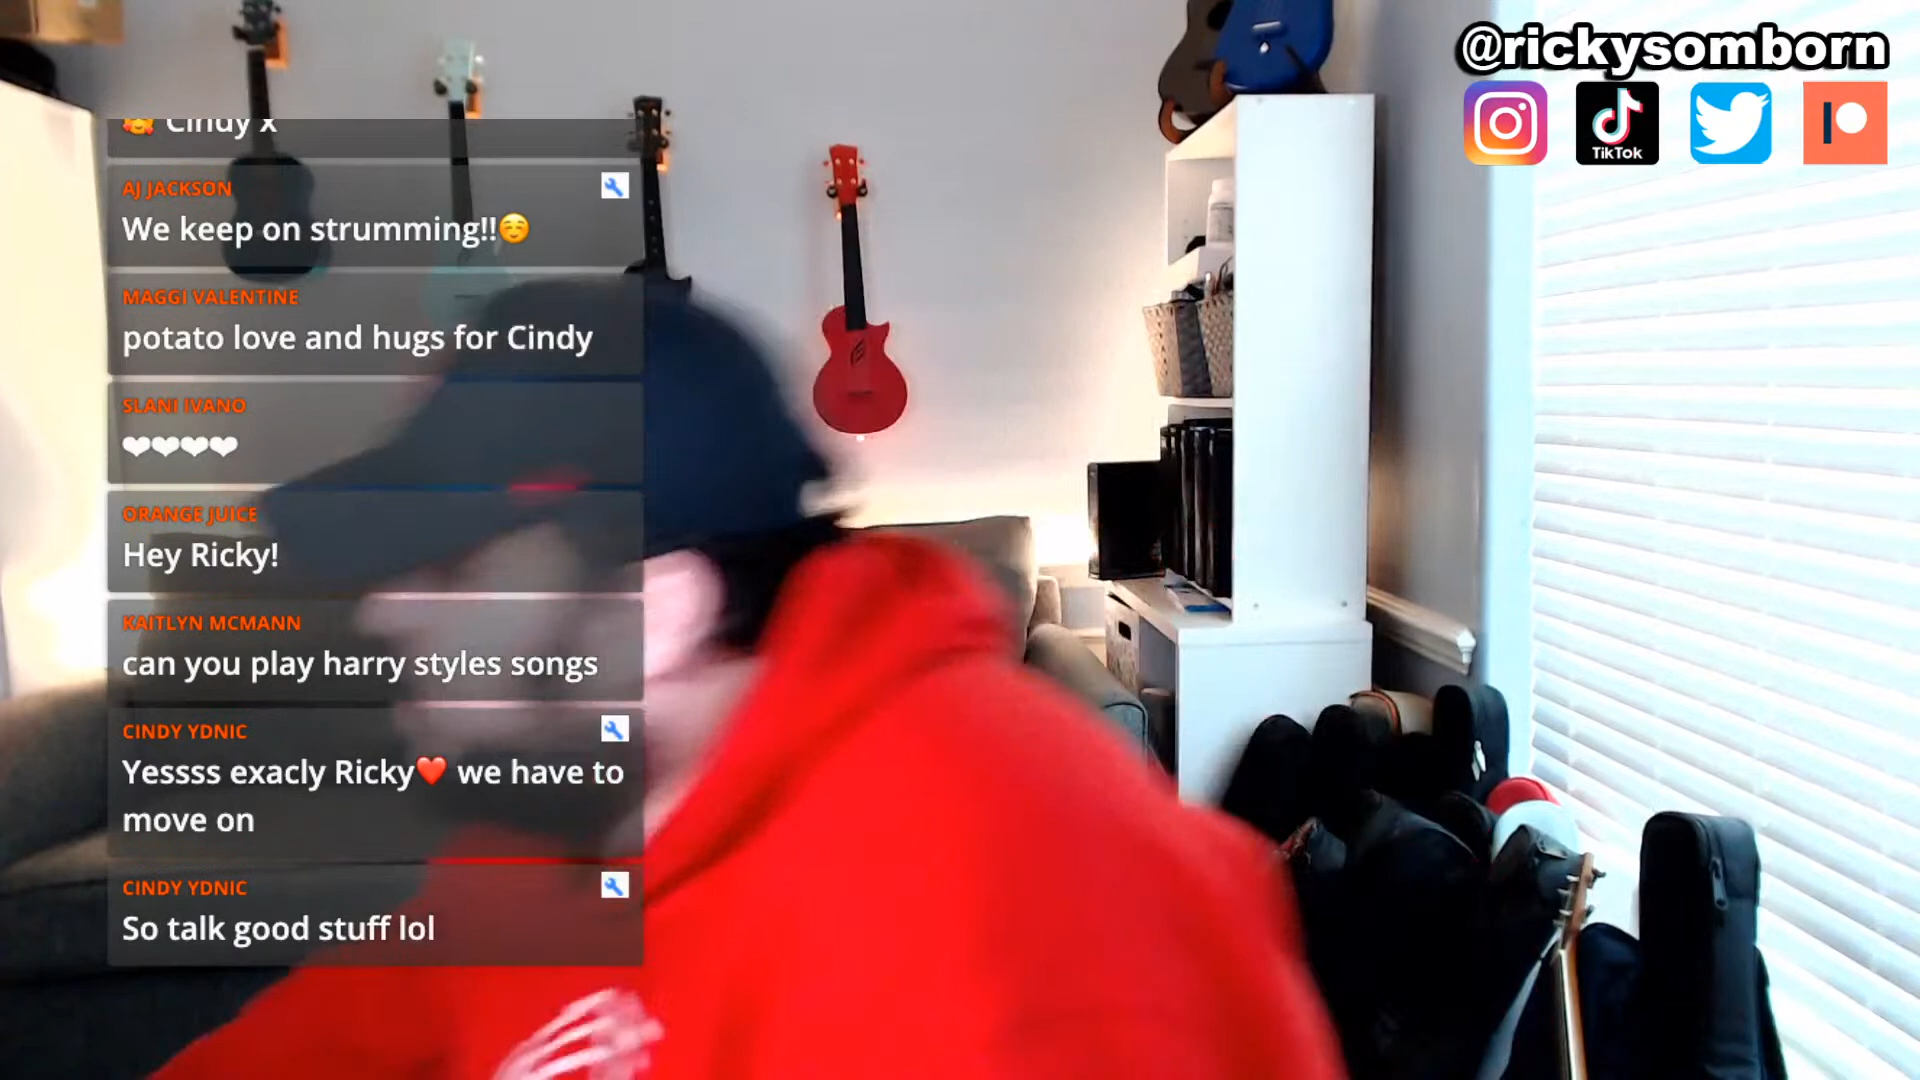 @rickysomborn
TikTok
🥰 Cindy x
AJ JACKSON
We keep on strumming!!☺️
MAGGI VALENTINE
potato love and hugs for Cindy
SLANI IVANO
❤❤❤❤
ORANGE JUICE
Hey Ricky!
KAITLYN MCMANN
can you play harry styles songs
CINDY YDNIC
Yessss exacly Ricky❤️ we have to
move on
CINDY YDNIC
So talk good stuff lol